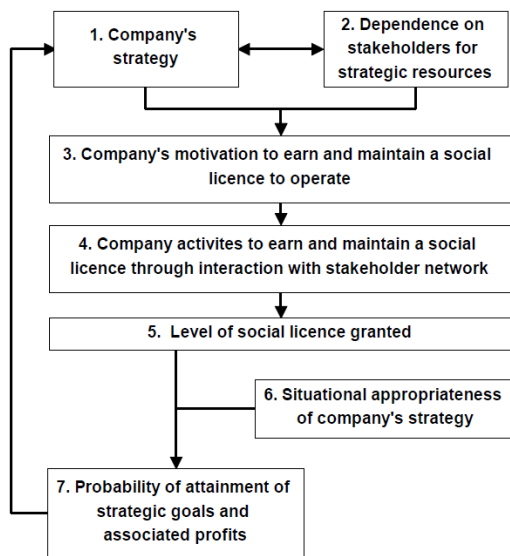 1. Company's
strategy
2. Dependence on
stakeholders for
strategic resources
3. Company's motivation to earn and maintain a social
licence to operate
4. Company activites to earn and maintain a social
licence through interaction with stakeholder network
5. Level of social licence granted
6. Situational appropriateness
of company's strategy
7. Probability of attainment of
strategic goals and
associated profits